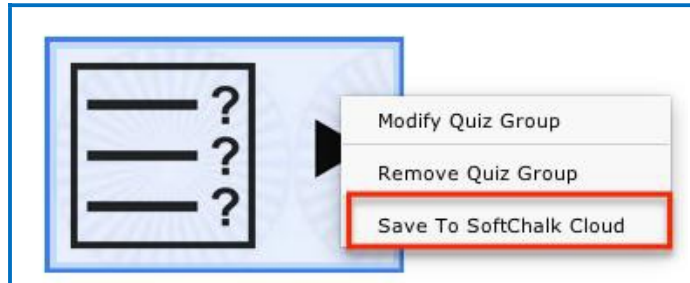 ?
?
?
Modify Quiz Group
Remove Quiz Group
Save To SoftChalk Cloud